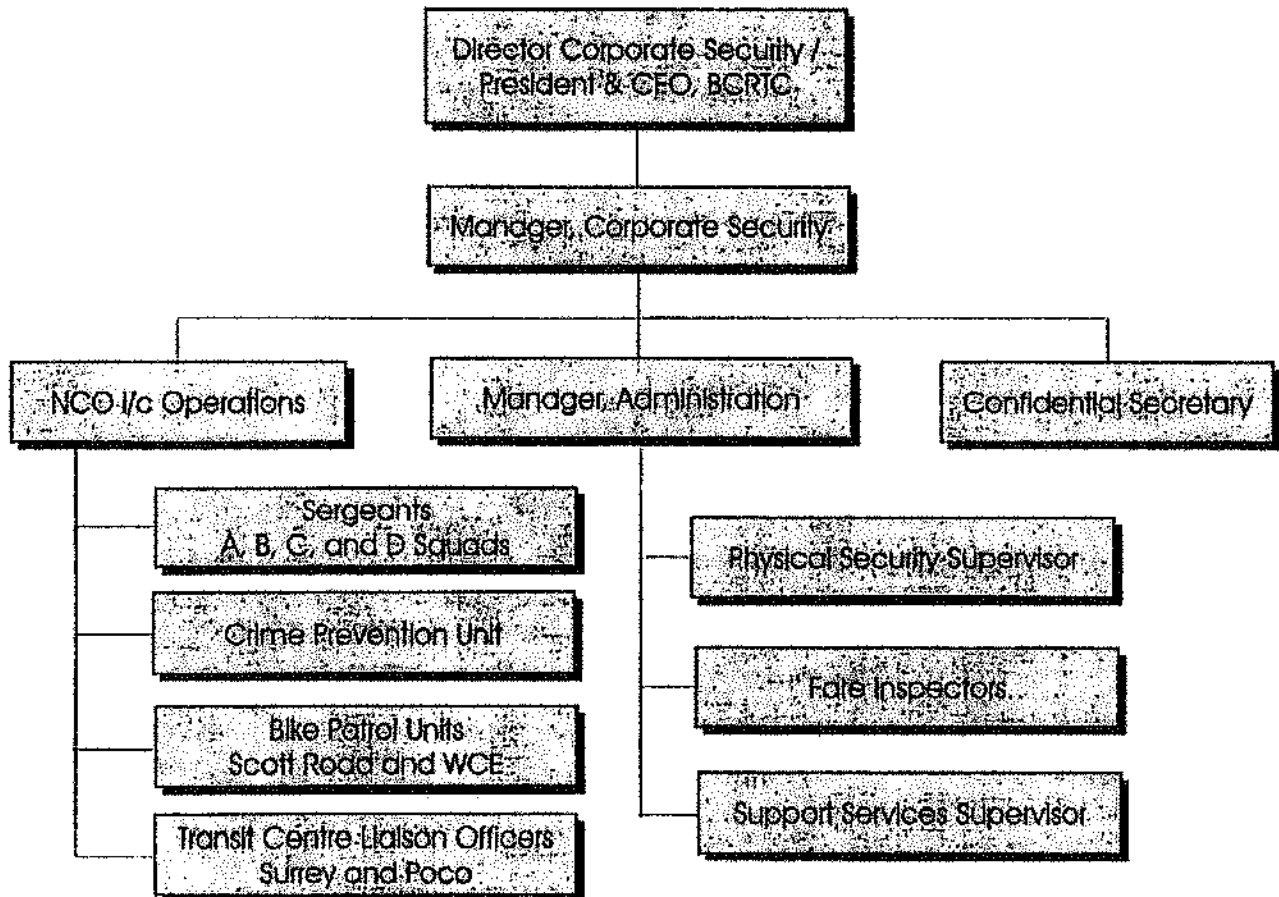 Director Corporate Security /
President & CEO, BCRTC
Manager, Corporate Security
NCO I/c Operations
Manager, Administration
Confidential Secretary
Sergeants
A, B, C, and D Squads
Crime Prevention Unit
Bike Patrol Units
Scott Road and WCE
Transit Centre Liaison Officers
Surrey and Poco
Physical Security Supervisor
Fare Inspectors
Support Services Supervisor